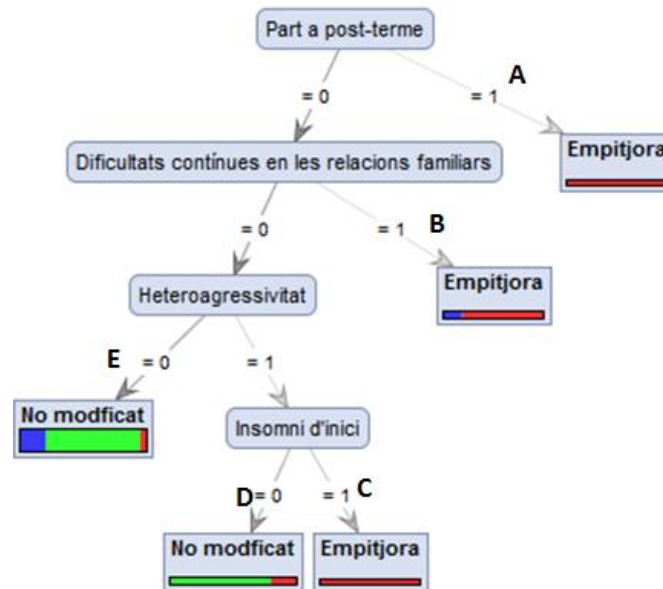 Part a post-terme
A
= 0
= 1
Empitjora
Dificultats contínues en les relacions familiars
B
= 0
= 1
Empitjora
Heteroagressivitat
E
= 0
= 1
No modficat
Insomni d'inici
D
= 0
= 1
C
No modficat
Empitjora